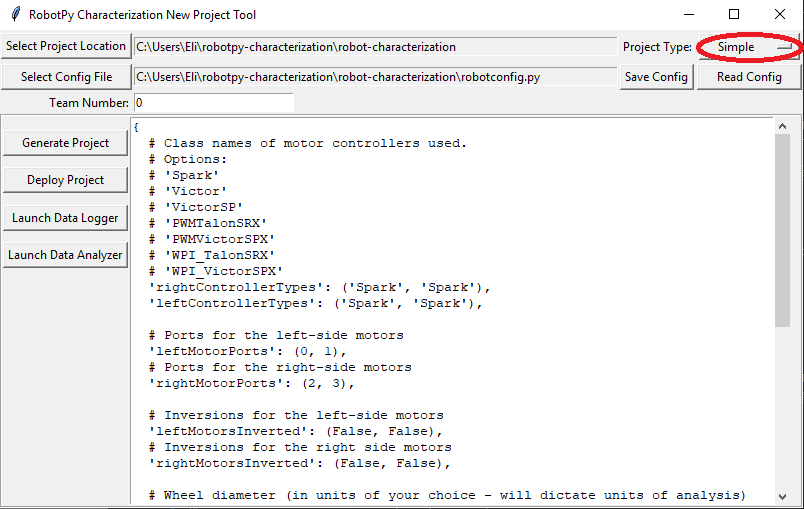 RobotPy Characterization New Project Tool
Select Project Location C:\Users\Eli\robotpy-characterization\robot-characterization Project Type: Simple
Select Config File C:\Users\Eli\robotpy-characterization\robot-characterization\robotconfig.py Save Config Read Config
Team Number: 0
Generate Project
Deploy Project
Launch Data Logger
Launch Data Analyzer
{
# Class names of motor controllers used.
# Options:
# 'Spark'
# 'Victor'
# 'VictorSP'
# 'PWMTalonSRX'
# 'PWMVictorSPX'
# 'WPI_TalonSRX'
# 'WPI_VictorSPX'
'rightControllerTypes': ('Spark', 'Spark'),
'leftControllerTypes': ('Spark', 'Spark'),
# Ports for the left-side motors
'leftMotorPorts': (0, 1),
# Ports for the right-side motors
'rightMotorPorts': (2, 3),
# Inversions for the left-side motors
'leftMotorsInverted': (False, False),
# Inversions for the right side motors
'rightMotorsInverted': (False, False),
# Wheel diameter (in units of your choice - will dictate units of analysis)